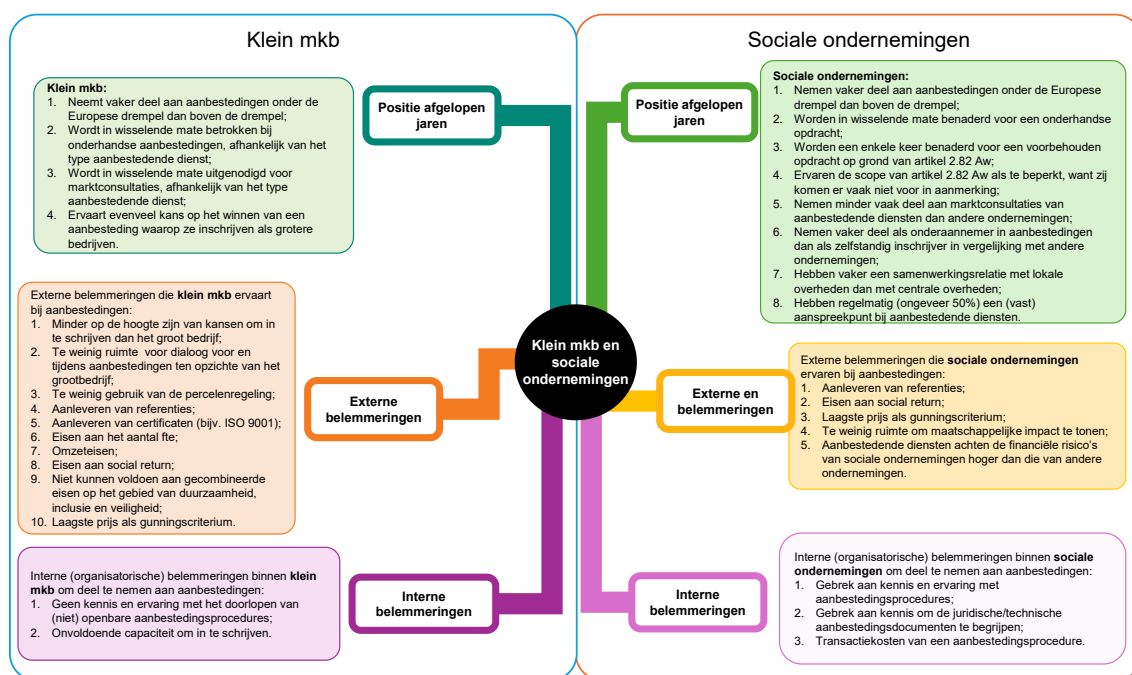 Klein mkb
Klein mkb:
1. Neemt vaker deel aan aanbestedingen onder de
Europese drempel dan boven de drempel;
2. Wordt in wisselende mate betrokken bij
onderhandse aanbestedingen, afhankelijk van het
type aanbestedende dienst;
3. Wordt in wisselende mate uitgenodigd voor
marktconsultaties, afhankelijk van het type
aanbestedende dienst;
4. Ervaart evenveel kans op het winnen van een
aanbesteding waarop ze inschrijven als grotere
bedrijven.
Positie afgelopen
jaren
Externe belemmeringen die klein mkb ervaart
bij aanbestedingen:
1. Minder op de hoogte zijn van kansen om in
te schrijven dan het groot bedrijf;
2. Te weinig ruimte voor dialoog voor en
tijdens aanbestedingen ten opzichte van het
grootbedrijf;
3. Te weinig gebruik van de percelenregeling;
4. Aanleveren van referenties;
5. Aanleveren van certificaten (bijv. ISO 9001);
6. Eisen aan het aantal fte;
7. Omzeteisen;
8. Eisen aan social return;
9. Niet kunnen voldoen aan gecombineerde
eisen op het gebied van duurzaamheid,
inclusie en veiligheid;
10. Laagste prijs als gunningscriterium.
Externe
belemmeringen
Interne (organisatorische) belemmeringen binnen klein
mkb om deel te nemen aan aanbestedingen:
1. Geen kennis en ervaring met het doorlopen van
(niet) openbare aanbestedingsprocedures;
2. Onvoldoende capaciteit om in te schrijven.
Interne
belemmeringen
Klein mkb en
sociale
ondernemingen
Sociale ondernemingen
Positie afgelopen
jaren
Sociale ondernemingen:
1. Nemen vaker deel aan aanbestedingen onder de Europese
drempel dan boven de drempel;
2. Worden in wisselende mate benaderd voor een onderhandse
opdracht;
3. Worden een enkele keer benaderd voor een voorbehouden
opdracht op grond van artikel 2.82 Aw;
4. Ervaren de scope van artikel 2.82 Aw als te beperkt, want zij
komen er vaak niet voor in aanmerking;
5. Nemen minder vaak deel aan marktconsultaties van
aanbestedende diensten dan andere ondernemingen;
6. Nemen vaker deel als onderaannemer in aanbestedingen
dan als zelfstandig inschrijver in vergelijking met andere
ondernemingen;
7. Hebben vaker een samenwerkingsrelatie met lokale
overheden dan met centrale overheden;
8. Hebben regelmatig (ongeveer 50%) een (vast)
aanspreekpunt bij aanbestedende diensten.
Externe en
belemmeringen
Externe belemmeringen die sociale ondernemingen
ervaren bij aanbestedingen:
1. Aanleveren van referenties;
2. Eisen aan social return;
3. Laagste prijs als gunningscriterium;
4. Te weinig ruimte om maatschappelijke impact te tonen;
5. Aanbestedende diensten achten de financiële risico's
van sociale ondernemingen hoger dan die van andere
ondernemingen.
Interne
belemmeringen
Interne (organisatorische) belemmeringen binnen sociale
ondernemingen om deel te nemen aan aanbestedingen:
1. Gebrek aan kennis en ervaring met
aanbestedingsprocedures;
2. Gebrek aan kennis om de juridische/technische
aanbestedingsdocumenten te begrijpen;
3. Transactiekosten van een aanbestedingsprocedure.